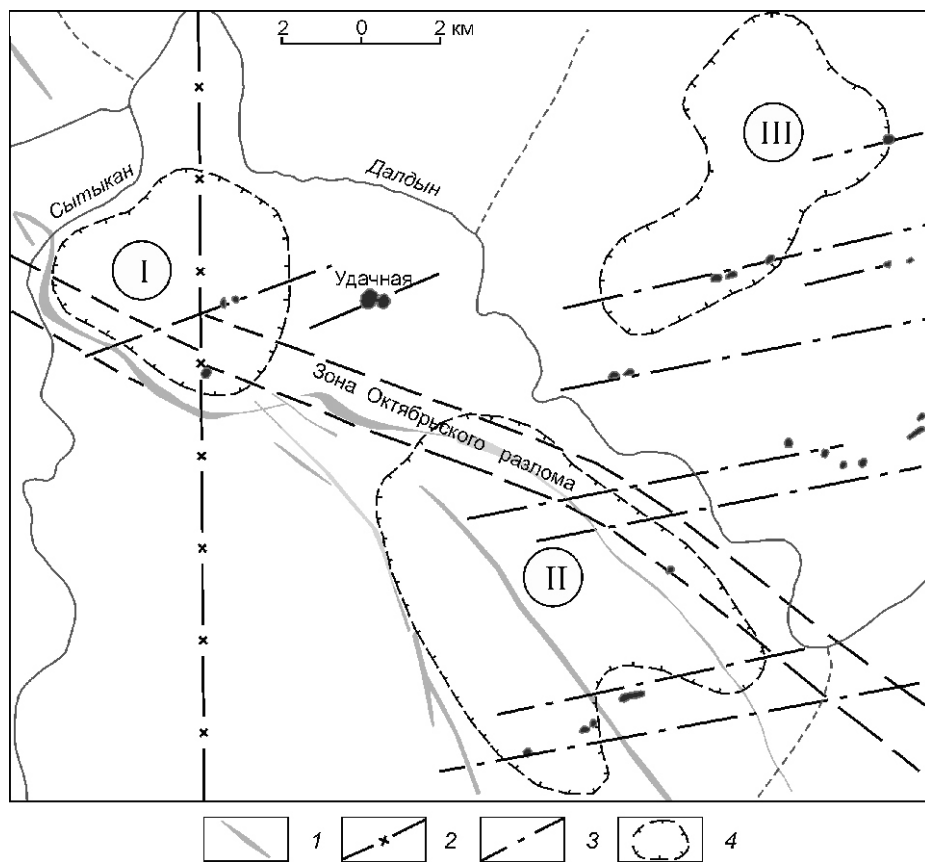 2 0 2 км
III
Далдын
Сытыкан
I
Удачная
Зона Октябрьского разлома
II
1 2 3 4